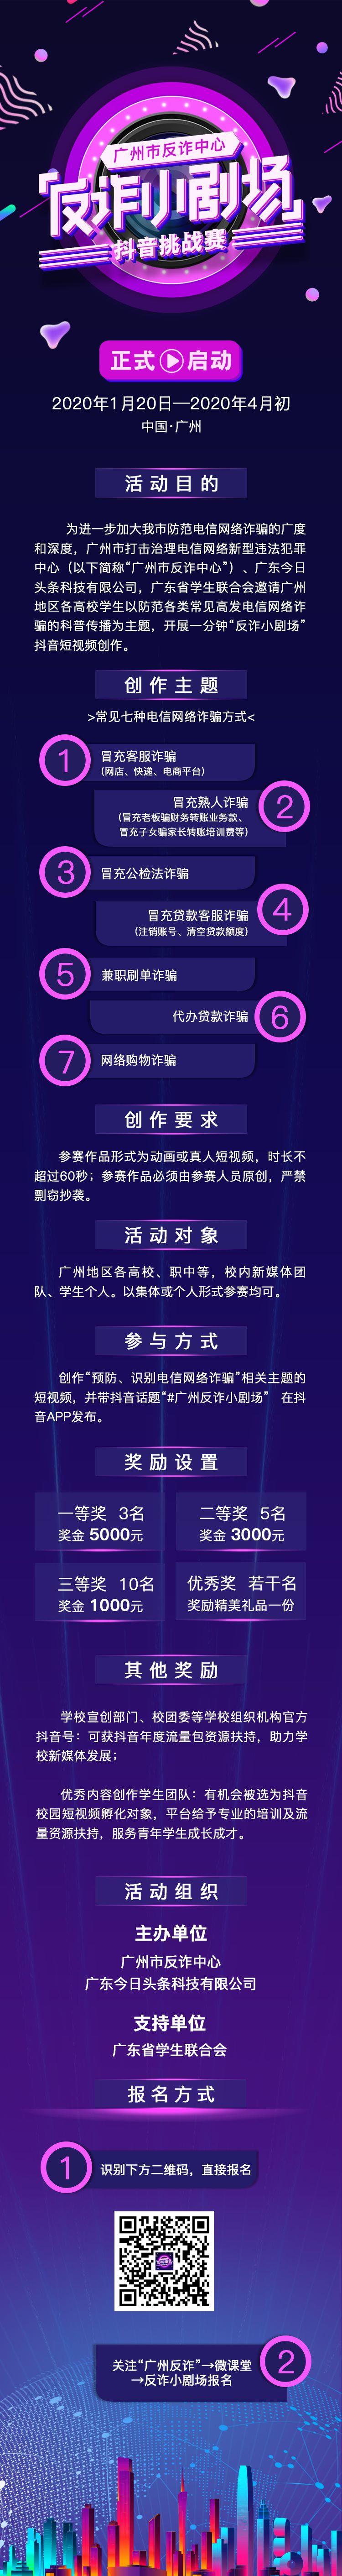 广州市反诈中心
反诈小剧场
抖音挑战赛
正式启动
2020年1月20日—2020年4月初
中国·广州
活动目的
为进一步加大我市防范电信网络诈骗的广度
和深度，广州市打击治理电信网络新型违法犯罪
中心（以下简称“广州市反诈中心”）、广东今日
头条科技有限公司，广东省学生联合会邀请广州
地区各高校学生以防范各类常见高发电信网络诈
骗的科普传播为主题，开展一分钟“反诈小剧场”
抖音短视频创作。
创作主题
>常见七种电信网络诈骗方式<
1
冒充客服诈骗
(网店、快递、电商平台)
冒充熟人诈骗
2
(冒充老板骗财务转账业务款、
冒充子女骗家长转账培训费等)
3
冒充公检法诈骗
冒充贷款客服诈骗
4
(注销账号、清空贷款额度)
5
兼职刷单诈骗
代办贷款诈骗
6
7
网络购物诈骗
创作要求
参赛作品形式为动画或真人短视频，时长不
超过60秒；参赛作品必须由参赛人员原创，严禁
剽窃抄袭。
活动对象
广州地区各高校、职中等，校内新媒体团
队、学生个人。以集体或个人形式参赛均可。
参与方式
创作“预防、识别电信网络诈骗”相关主题的
短视频，并带抖音话题“#广州反诈小剧场” 在抖
音APP发布。
奖励设置
一等奖 3名
奖金 5000元
二等奖 5名
奖金 3000元
三等奖 10名
奖金 1000元
优秀奖 若干名
奖励精美礼品一份
其他奖励
学校宣创部门、校团委等学校组织机构官方
抖音号：可获抖音年度流量包资源扶持，助力学
校新媒体发展；
优秀内容创作学生团队：有机会被选为抖音
校园短视频孵化对象，平台给予专业的培训及流
量资源扶持，服务青年学生成长成才。
活动组织
主办单位
广州市反诈中心
广东今日头条科技有限公司
支持单位
广东省学生联合会
报名方式
1
识别下方二维码，直接报名
关注“广州反诈”→微课堂
→反诈小剧场报名
2